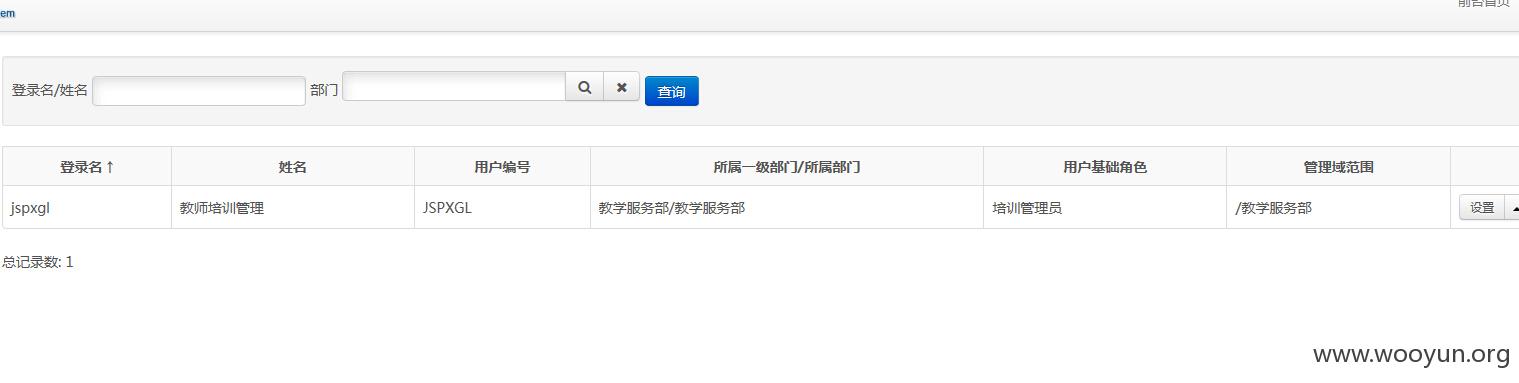 em
前台首页
登录名/姓名 部门 查询
登录名↑ 姓名 用户编号 所属一级部门/所属部门 用户基础角色 管理域范围
jspxgl 教师培训管理 JSPXGL 教学服务部/教学服务部 培训管理员 /教学服务部 设置
总记录数: 1
www.wooyun.org